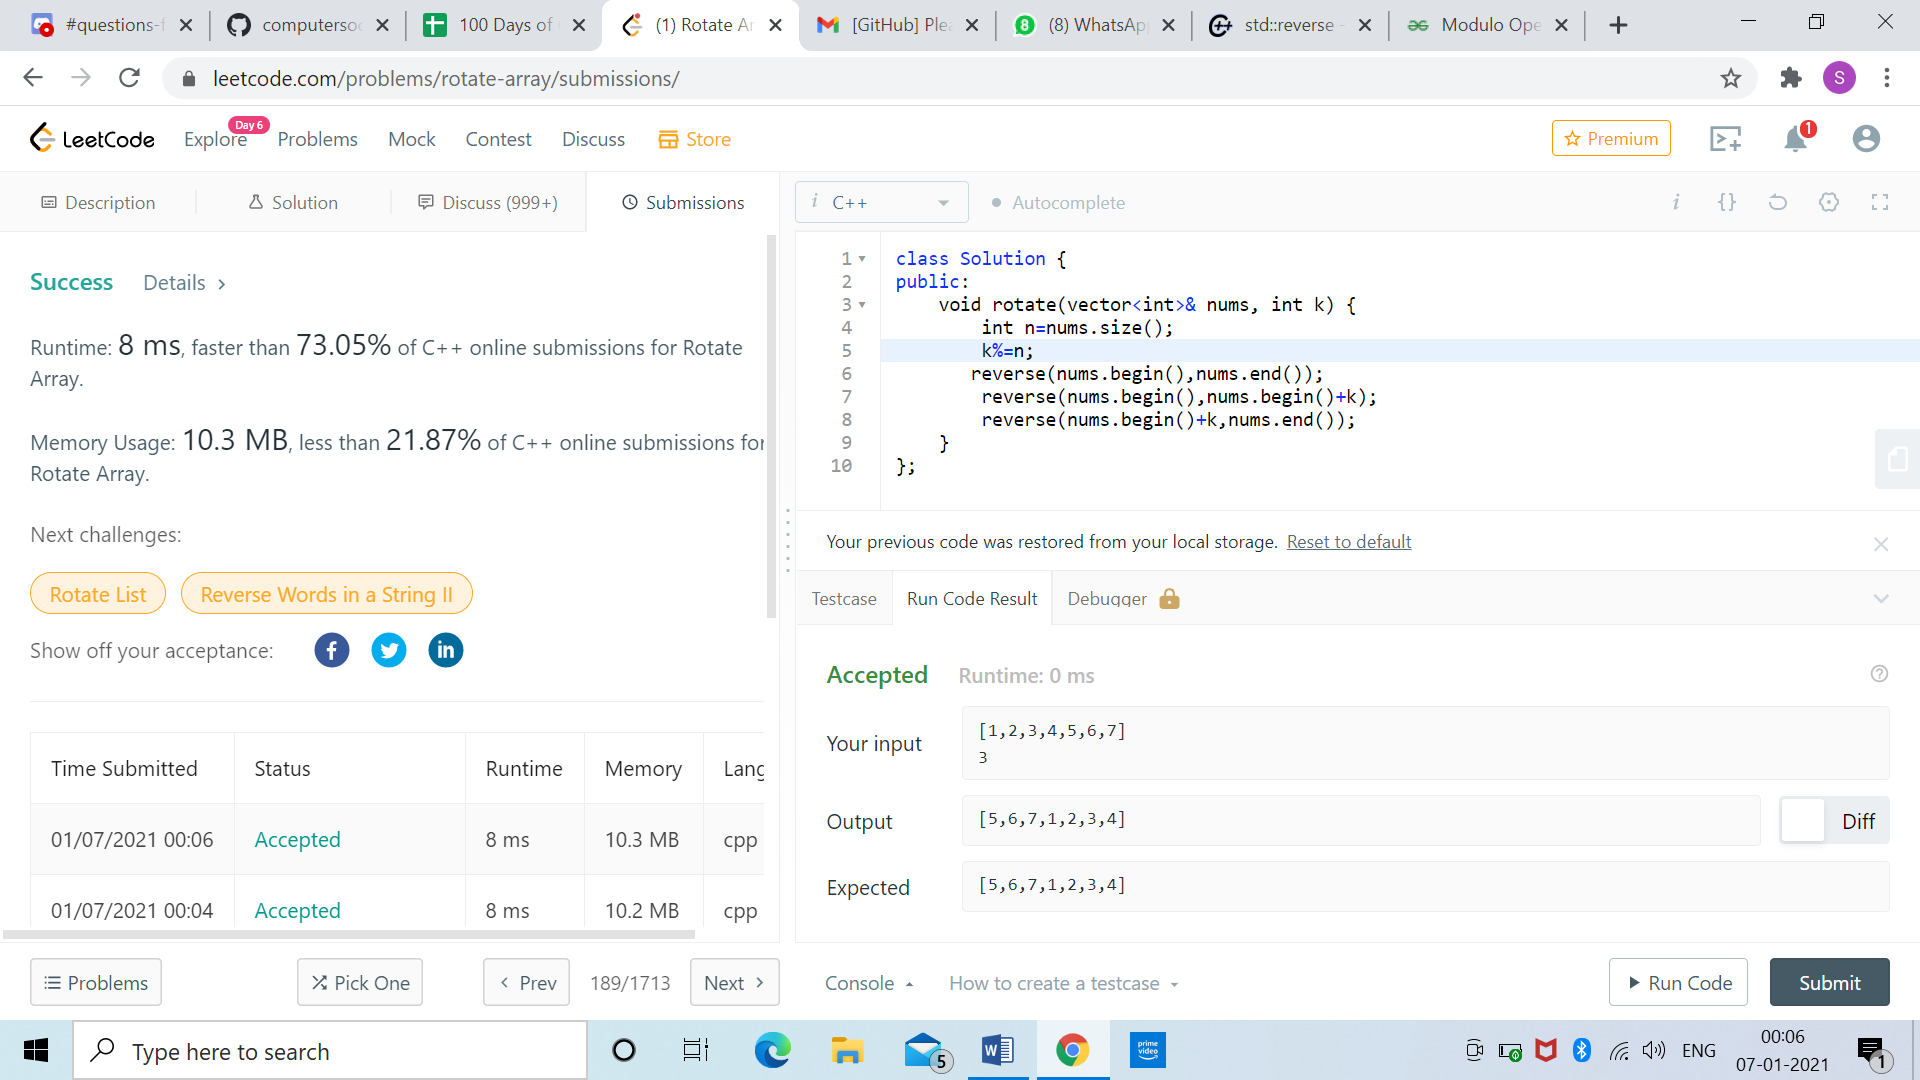 #questions-f
computersoc
100 Days of
(1) Rotate Ar
[GitHub] Plea
(8) WhatsApp
std::reverse -
Modulo Ope
leetcode.com/problems/rotate-array/submissions/
S
LeetCode
Explore
Day 6
Problems
Mock
Contest
Discuss
Store
Premium
1
Description
Solution
Discuss (999+)
Submissions
i C++
Autocomplete
i {}
Success
Details >
Runtime: 8 ms, faster than 73.05% of C++ online submissions for Rotate
Array.
Memory Usage: 10.3 MB, less than 21.87% of C++ online submissions for
Rotate Array.
Next challenges:
Rotate List
Reverse Words in a String II
Show off your acceptance:
Time Submitted Status Runtime Memory Lang
01/07/2021 00:06 Accepted 8 ms 10.3 MB cpp
01/07/2021 00:04 Accepted 8 ms 10.2 MB cpp
Problems
Pick One
< Prev
189/1713
Next >
1 class Solution {
2 public:
3 void rotate(vector<int>& nums, int k) {
4 int n=nums.size();
5 k%=n;
6 reverse(nums.begin(),nums.end());
7 reverse(nums.begin(),nums.begin()+k);
8 reverse(nums.begin()+k,nums.end());
9 }
10 };
Your previous code was restored from your local storage. Reset to default
Testcase
Run Code Result
Debugger
Accepted
Runtime: 0 ms
Your input
[1,2,3,4,5,6,7]
3
Output
[5,6,7,1,2,3,4]
Diff
Expected
[5,6,7,1,2,3,4]
Console
How to create a testcase
Run Code
Submit
Type here to search
5
prime video
ENG
00:06
07-01-2021
1